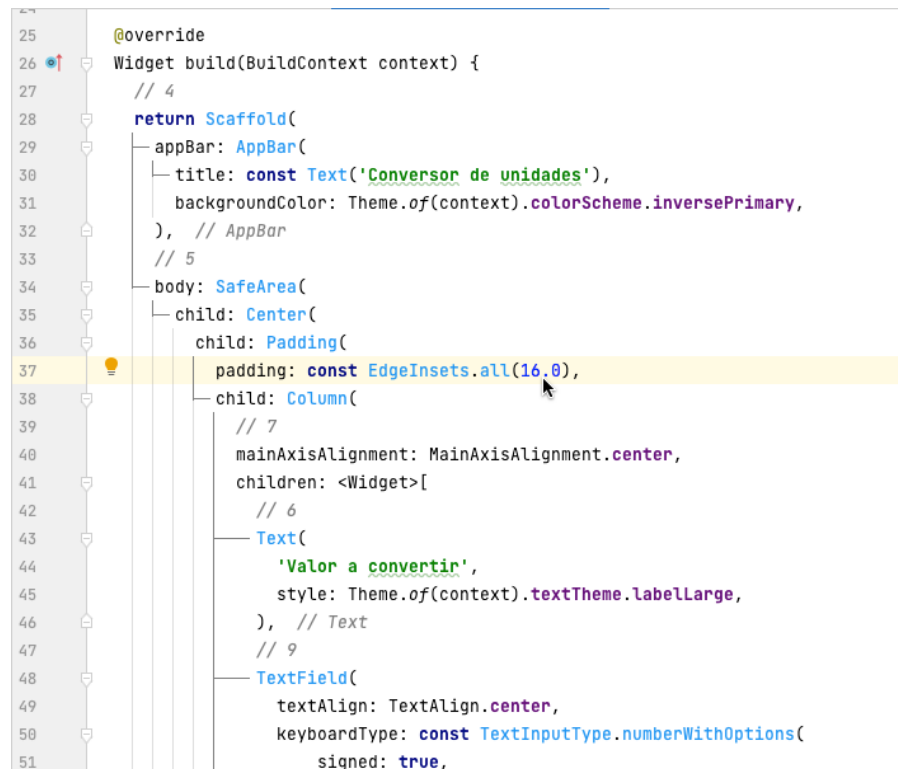 24
25 @override
26 Widget build(BuildContext context) {
27 // 4
28 return Scaffold(
29 appBar: AppBar(
30 title: const Text('Conversor de unidades'),
31 backgroundColor: Theme.of(context).colorScheme.inversePrimary,
32 ), // AppBar
33 // 5
34 body: SafeArea(
35 child: Center(
36 child: Padding(
37 padding: const EdgeInsets.all(16.0),
38 child: Column(
39 // 7
40 mainAxisAlignment: MainAxisAlignment.center,
41 children: <Widget>[
42 // 6
43 Text(
44 'Valor a convertir',
45 style: Theme.of(context).textTheme.labelLarge,
46 ), // Text
47 // 9
48 TextField(
49 textAlign: TextAlign.center,
50 keyboardType: const TextInputType.numberWithOptions(
51 signed: true,